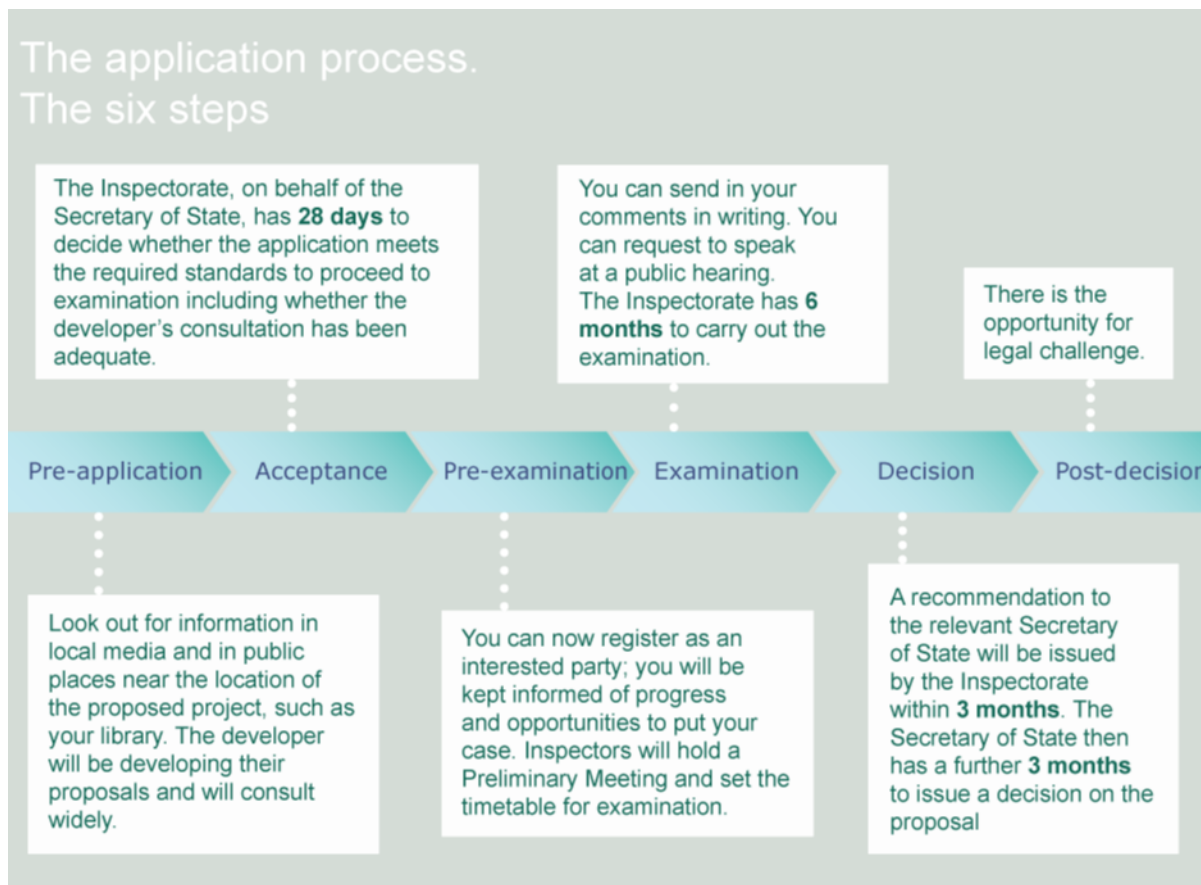 The application process.
The six steps
The Inspectorate, on behalf of the
Secretary of State, has 28 days to
decide whether the application meets
the required standards to proceed to
examination including whether the
developer's consultation has been
adequate.
You can send in your
comments in writing. You
can request to speak
at a public hearing.
The Inspectorate has 6
months to carry out the
examination.
There is the
opportunity for
legal challenge.
Pre-application
Acceptance
Pre-examination
Examination
Decision
Post-decision
Look out for information in
local media and in public
places near the location of
the proposed project, such as
your library. The developer
will be developing their
proposals and will consult
widely.
You can now register as an
interested party; you will be
kept informed of progress
and opportunities to put your
case. Inspectors will hold a
Preliminary Meeting and set the
timetable for examination.
A recommendation to
the relevant Secretary
of State will be issued
by the Inspectorate
within 3 months. The
Secretary of State then
has a further 3 months
to issue a decision on the
proposal